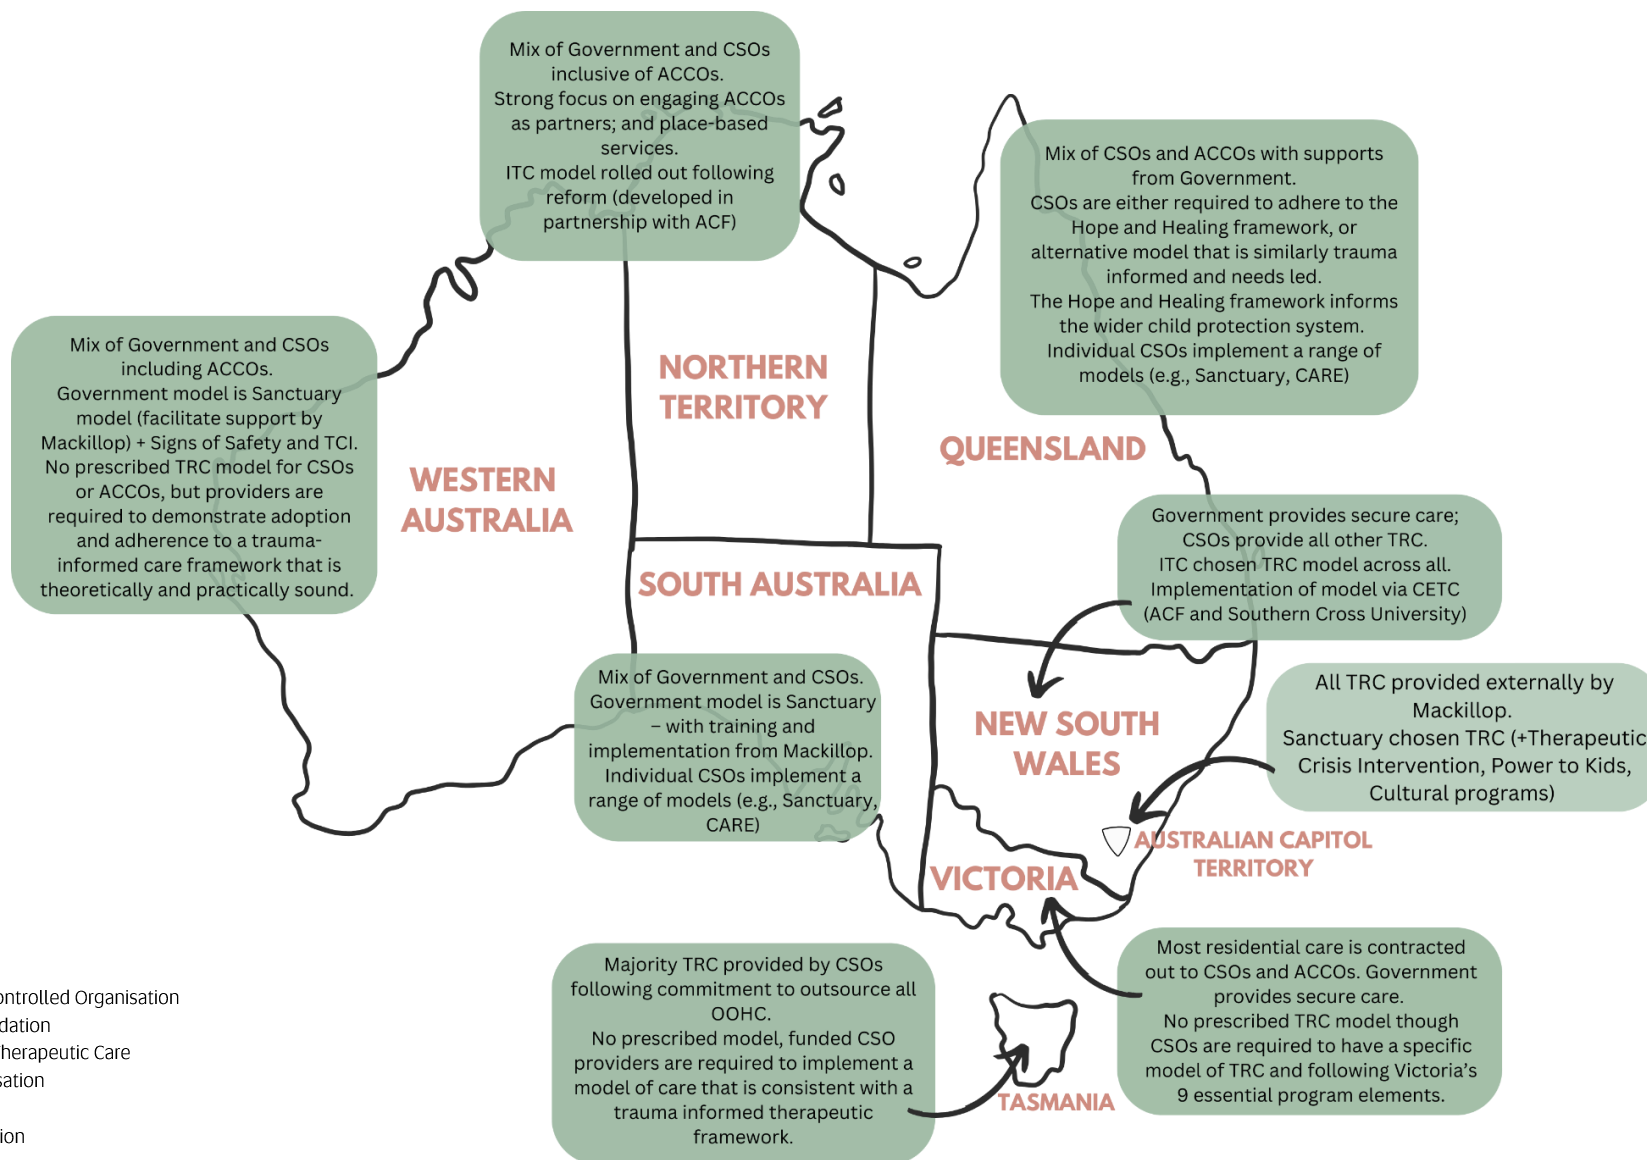 Mix of Government and CSOs
inclusive of ACCOs.
Strong focus on engaging ACCOs
as partners; and place-based
services.
ITC model rolled out following
reform (developed in
partnership with ACF)
Mix of CSOs and ACCOs with supports
from Government.
CSOs are either required to adhere to the
Hope and Healing framework, or
alternative model that is similarly trauma
informed and needs led.
The Hope and Healing framework informs
the wider child protection system.
Individual CSOs implement a range of
models (e.g., Sanctuary, CARE)
Mix of Government and CSOs
including ACCOs.
Government model is Sanctuary
model (facilitate support by
Mackillop) + Signs of Safety and TCI.
No prescribed TRC model for CSOs
or ACCOs, but providers are
required to demonstrate adoption
and adherence to a trauma-
informed care framework that is
theoretically and practically sound.
NORTHERN
TERRITORY
QUEENSLAND
WESTERN
AUSTRALIA
Government provides secure care;
CSOs provide all other TRC.
ITC chosen TRC model across all.
Implementation of model via CETC
(ACF and Southern Cross University)
SOUTH AUSTRALIA
Mix of Government and CSOs.
Government model is Sanctuary
– with training and
implementation from Mackillop.
Individual CSOs implement a
range of models (e.g., Sanctuary,
CARE)
NEW SOUTH
WALES
All TRC provided externally by
Mackillop.
Sanctuary chosen TRC (+Therapeutic
Crisis Intervention, Power to Kids,
Cultural programs)
AUSTRALIAN CAPITOL
TERRITORY
VICTORIA
Majority TRC provided by CSOs
following commitment to outsource all
OOHC.
No prescribed model, funded CSO
providers are required to implement a
model of care that is consistent with a
trauma informed therapeutic
framework.
TASMANIA
Most residential care is contracted
out to CSOs and ACCOs. Government
provides secure care.
No prescribed TRC model though
CSOs are required to have a specific
model of TRC and following Victoria's
9 essential program elements.
ontrolled Organisation
dation
herapeutic Care
sation
ion